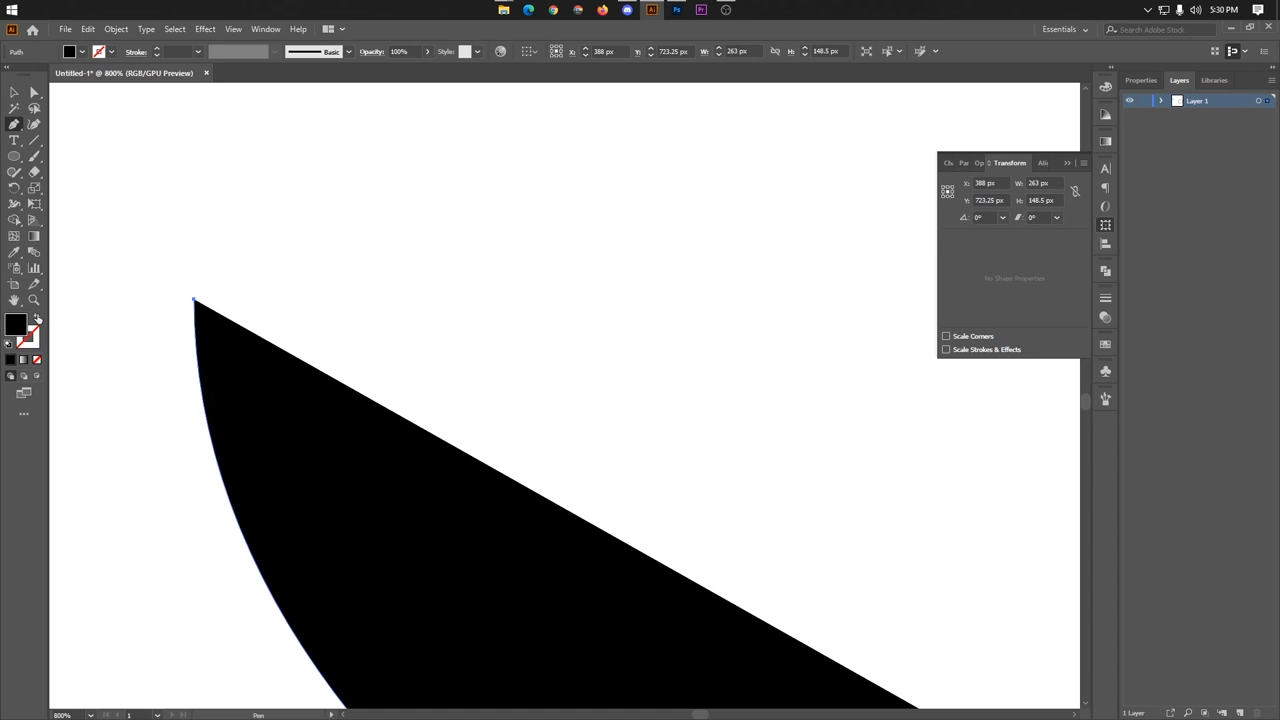 5:30 PM
File Edit Object Type Select Effect View Window Help
Essentials
Search Adobe Stock
Path
Stroke:
Basic
Opacity: 100%
Style:
X: 388 px
Y: 723.25 px
W: 263 px
H: 148.5 px
Untitled-1* @ 800% (RGB/GPU Preview)
Properties Layers Libraries
Layer 1
Transform
X: 388 px W: 263 px
Y: 723.25 px H: 148.5 px
0° 0°
No Shape Properties
Scale Corners
Scale Strokes & Effects
800% 1 Pen
1 Layer